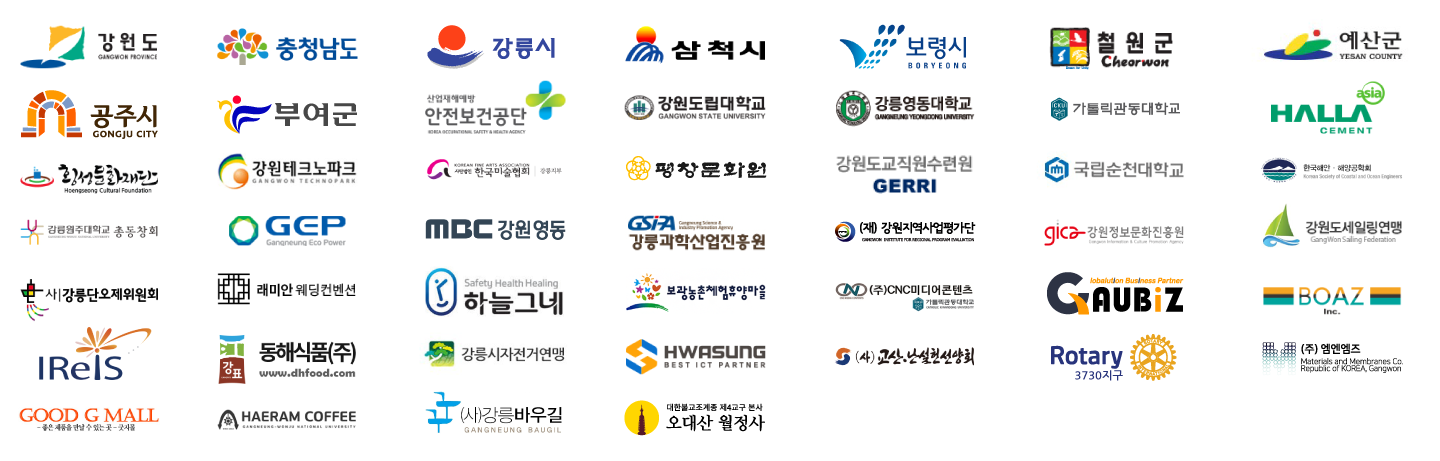 강원도
GANGWON PROVINCE
충청남도
강릉시
삼척시
보령시
BORYEONG
철원군
Cheorwon
예산군
YESAN COUNTY
공주시
GONGJU CITY
부여군
산업재해예방
안전보건공단
KOREA OCCUPATIONAL SAFETY & HEALTH AGENCY
강원도립대학교
GANGWON STATE UNIVERSITY
강릉영동대학교
GANGNEUNG YEONGDONG UNIVERSITY
가톨릭관동대학교
asia
HALLA
CEMENT
횡성문화재단
Hoengseong Cultural Foundation
강원테크노파크
GANGWON TECHNOPARK
KOREAN FINE ARTS ASSOCIATION
사단법인 한국미술협회 강릉지부
평창문화원
강원도교직원수련원
GERRI
국립순천대학교
한국해안·해양공학회
Korean Society of Coastal and Ocean Engineers
강릉원주대학교 총동창회
GEP
Gangneung Eco Power
MBC 강원영동
GSIPA Gangneung Science &
Industry Promotion Agency
강릉과학산업진흥원
(재) 강원지역사업평가단
GANGWON INSTITUTE FOR REGIONAL PROGRAM EVALUATION
gica 강원정보문화진흥원
Gangwon Information & Culture Promotion Agency
강원도세일링연맹
GangWon Sailing Federation
사|강릉단오제위원회
래미안 웨딩컨벤션
Safety Health Healing
하늘그네
보광농촌체험휴양마을
(주)CNC미디어콘텐츠
가톨릭관동대학교
Globalution Business Partner
GAUBIZ
BOAZ
Inc.
IReIS
강표
동해식품(주)
www.dhfood.com
강릉시자전거연맹
HWASUNG
BEST ICT PARTNER
(사)교산·난설헌선양회
Rotary
3730지구
(주) 엠엔엠즈
Materials and Membranes Co.
Republic of KOREA, Gangwon
GOOD G MALL
- 좋은 제품을 만날 수 있는 곳 - 굿지몰
HAERAM COFFEE
GANGNEUNG-WONJU NATIONAL UNIVERSITY
(사)강릉바우길
GANGNEUNG BAUGIL
대한불교조계종 제4교구 본사
오대산 월정사